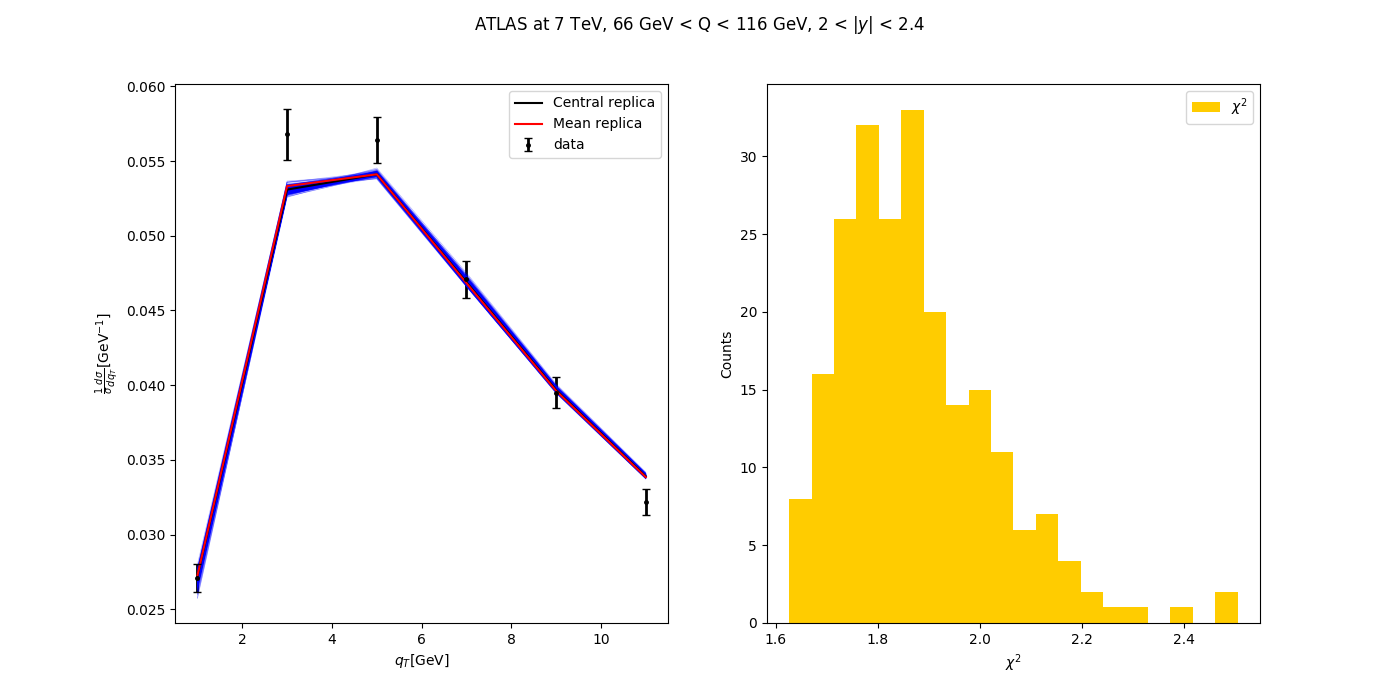 ATLAS at 7 TeV, 66 GeV < Q < 116 GeV, 2 < |y| < 2.4
0.060
0.055
0.050
0.045
0.040
0.035
0.030
0.025
2
4
6
8
10
q_T[GeV]
\frac{1}{σ}\frac{dσ}{dq_T}[GeV⁻¹]
Central replica
Mean replica
data
30
25
20
15
10
5
0
1.6
1.8
2.0
2.2
2.4
χ²
Counts
χ²